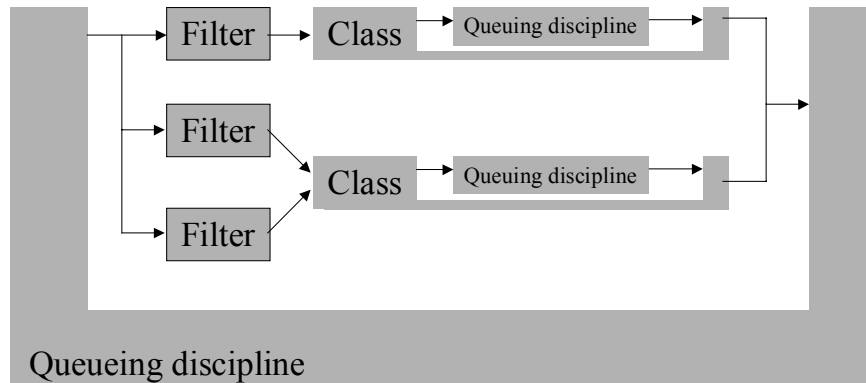 Filter
Class
Queuing discipline
Filter
Class
Queuing discipline
Filter
Queueing discipline